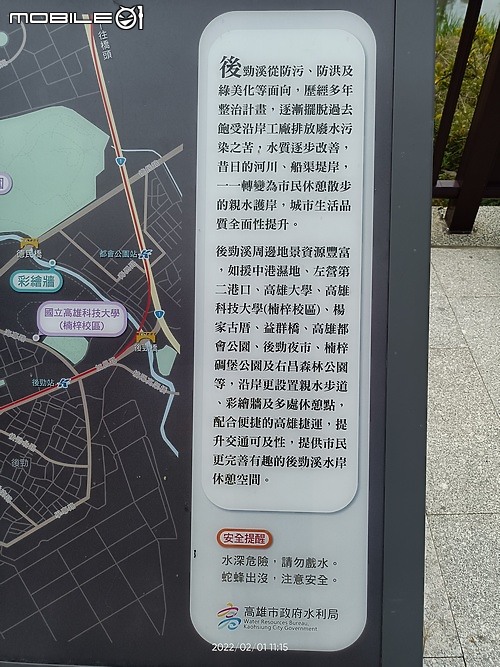 MOBILE01
往橋頭
後勁溪從防污、防洪及
綠美化等面向，歷經多年
整治計畫，逐漸擺脫過去
飽受沿岸工廠排放廢水污
染之苦，水質逐步改善，
昔日的河川、船渠堤岸，
一一轉變為市民休憩散步
的親水護岸，城市生活品
質全面性提升。
後勁溪周邊地景資源豐富
，如援中港濕地、左營第
二港口、高雄大學、高雄
科技大學(楠梓校區)、楊
家古厝、益群橋、高雄都
會公園、後勁夜市、楠梓
碉堡公園及右昌森林公園
等，沿岸更設置親水步道
、彩繪牆及多處休憩點，
配合便捷的高雄捷運，提
升交通可及性，提供市民
更完善有趣的後勁溪水岸
休憩空間。
安全提醒
水深危險，請勿戲水。
蛇蜂出沒，注意安全。
高雄市政府水利局
Water Resources Bureau,
Kaohsiung City Government
德民橋
彩繪牆
都會公園站
國立高雄科技大學
(楠梓校區)
後勁站
後勁
2022/02/01 11:15